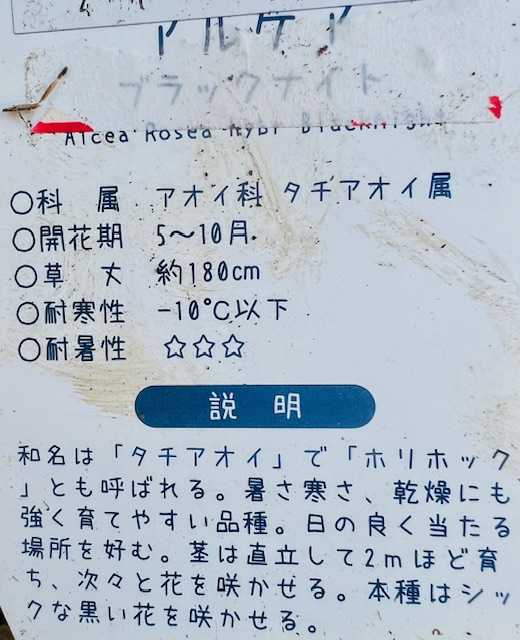 アルケア
ブラックナイト
Alcea Rosea Hybr Blacknight
○科　属　アオイ科 タチアオイ属
○開花期　5～10月
○草　丈　約180cm
○耐寒性　-10℃以下
○耐暑性　☆☆☆
説　明
和名は「タチアオイ」で「ホリホック
」とも呼ばれる。暑さ寒さ、乾燥にも
強く育てやすい品種。日の良く当たる
場所を好む。茎は直立して2mほど育
ち、次々と花を咲かせる。本種はシッ
クな黒い花を咲かせる。